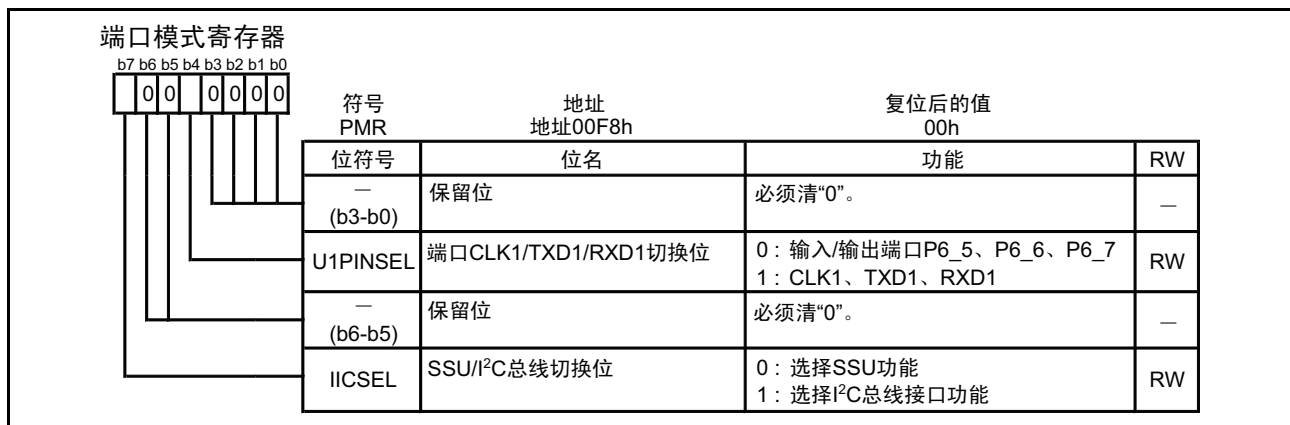 端口模式寄存器
b7 b6 b5 b4 b3 b2 b1 b0
0 0 0 0 0 0
符号 地址 复位后的值
PMR 地址00F8h 00h
位符号 位名 功能 RW
— 保留位 必须清“0”。 —
(b3-b0)
U1PINSEL 端口CLK1/TXD1/RXD1切换位 0：输入/输出端口P6_5、P6_6、P6_7 RW
1：CLK1、TXD1、RXD1
— 保留位 必须清“0”。 —
(b6-b5)
IICSEL SSU/I²C总线切换位 0：选择SSU功能 RW
1：选择I²C总线接口功能